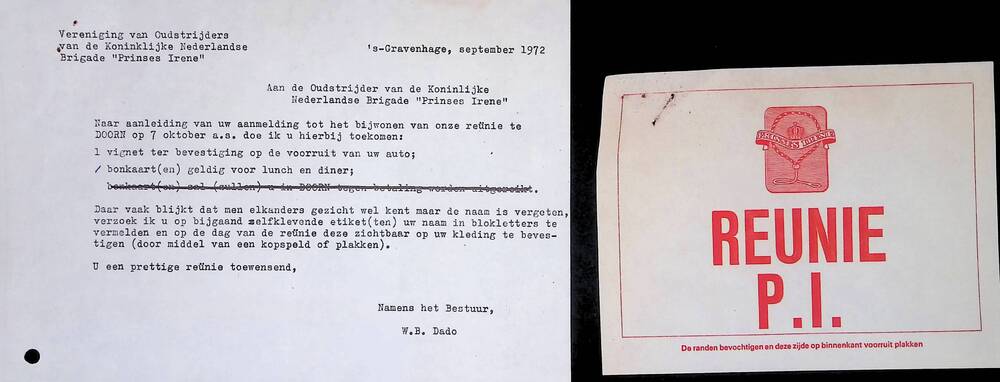 Vereniging van Oudstrijders
van de Koninklijke Nederlandse
Brigade "Prinses Irene"
's-Gravenhage, september 1972
Aan de Oudstrijder van de Koninlijke
Nederlandse Brigade "Prinses Irene"
Naar aanleiding van uw aanmelding tot het bijwonen van onze reünie te
DOORN op 7 oktober a.s. doe ik u hierbij toekomen:
1 vignet ter bevestiging op de voorruit van uw auto;
/ bonkaart(en) geldig voor lunch en diner;
bonkaart(en) zal (zullen) u in DOORN tegen betaling worden uitgereikt.
Daar vaak blijkt dat men elkanders gezicht wel kent maar de naam is vergeten,
verzoek ik u op bijgaand zelfklevende etiket(ten) uw naam in blokletters te
vermelden en op de dag van de reünie deze zichtbaar op uw kleding te beves-
tigen (door middel van een kopspeld of plakken).
U een prettige reünie toewensend,
Namens het Bestuur,
W.B. Dado
REUNIE
P.I.
De randen bevochtigen en deze zijde op binnenkant voorruit plakken